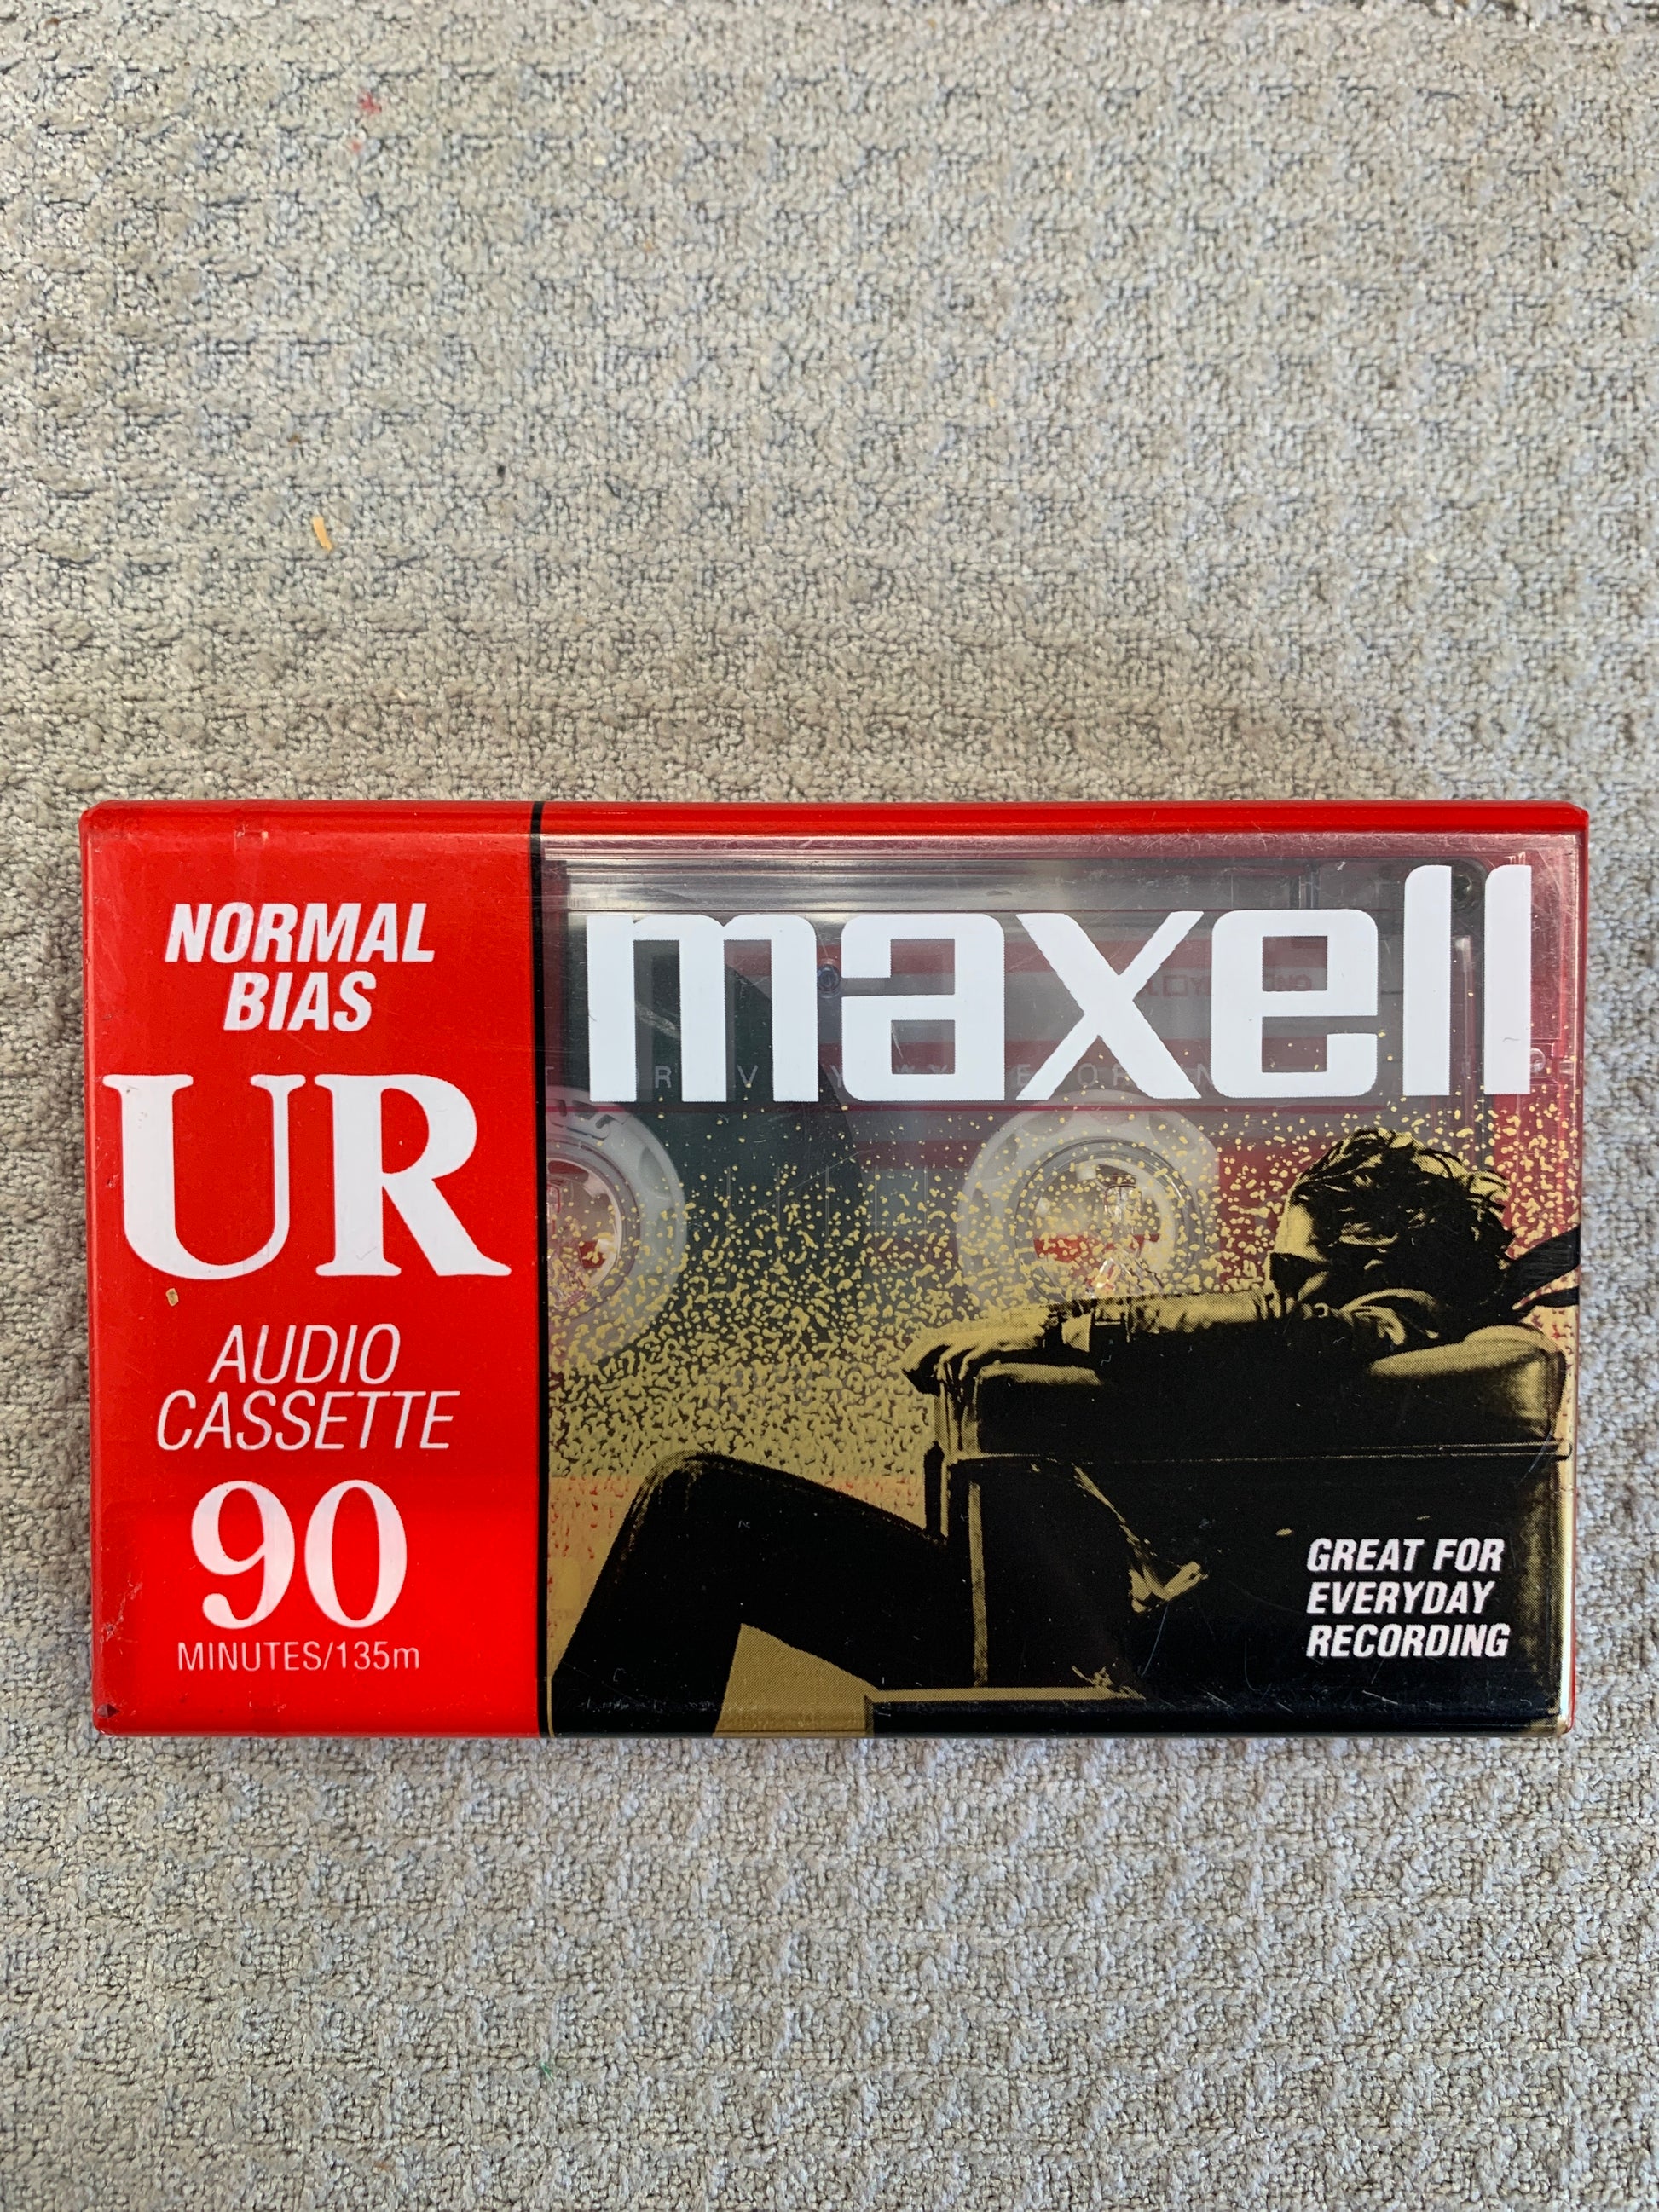 NORMAL
BIAS
UR
AUDIO
CASSETTE
90
MINUTES/135m
maxell
GREAT FOR
EVERYDAY
RECORDING